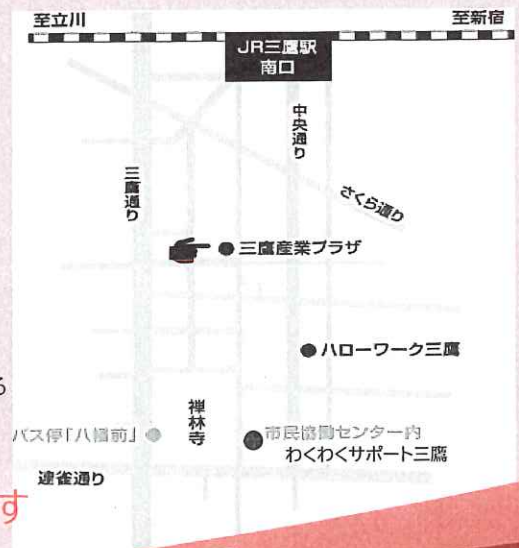 至立川
至新宿
JR三鷹駅
南口
中央通り
三鷹通り
さくら通り
三鷹産業プラザ
ハローワーク三鷹
る
禅林寺
バス停「八幡前」
市民協働センター内
わくわくサポート三鷹
連雀通り
す